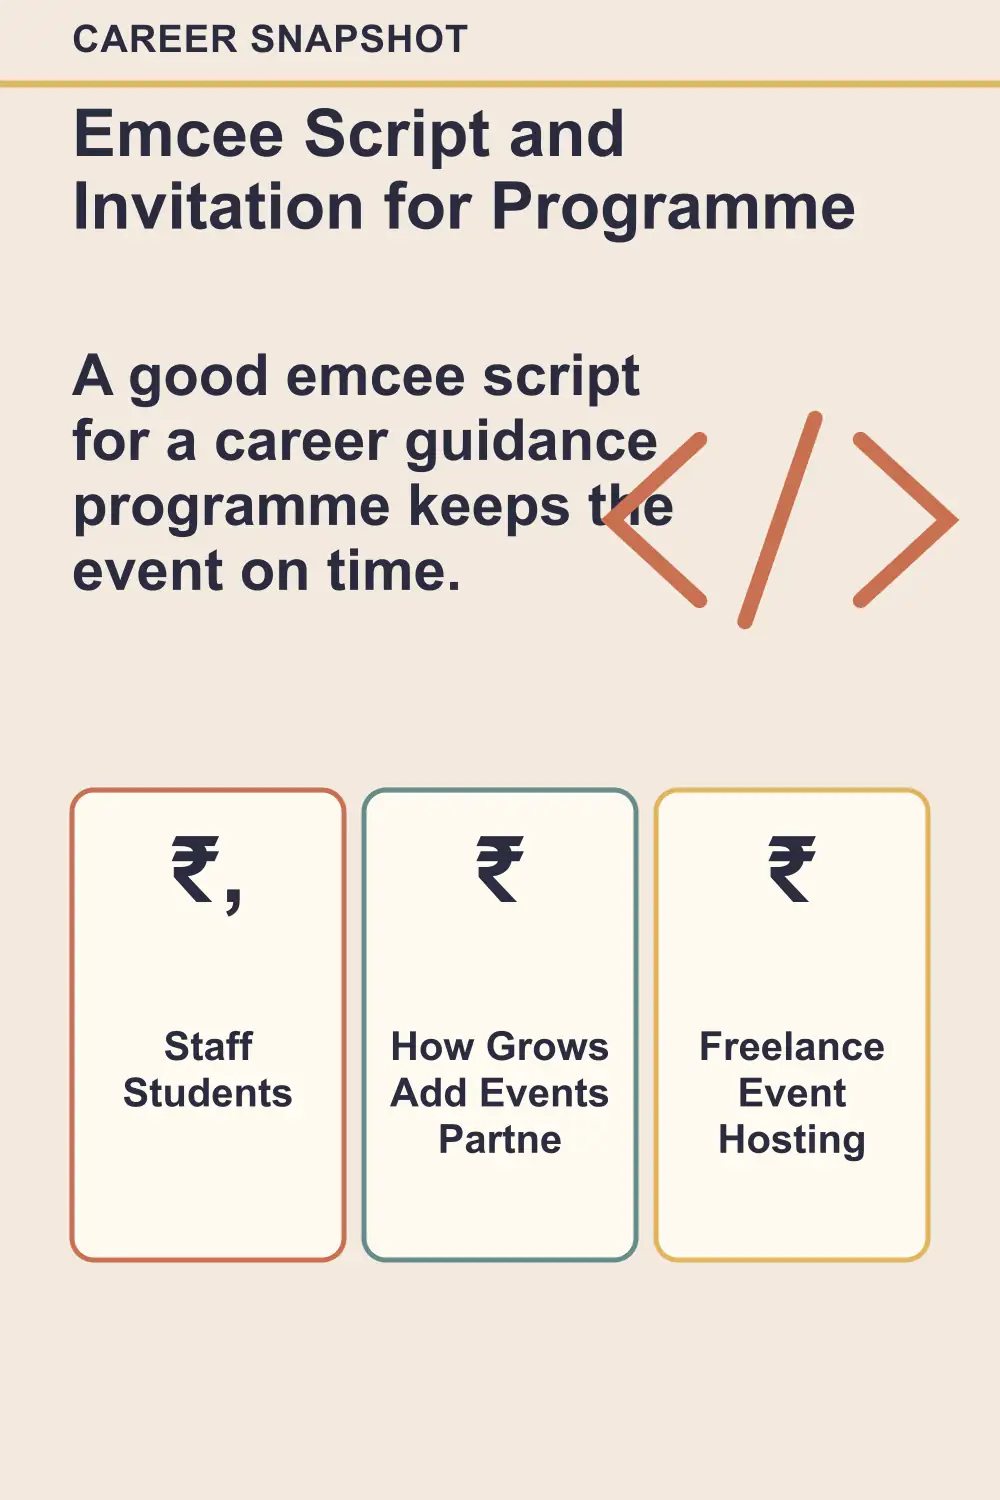 CAREER SNAPSHOT
Emcee Script and
Invitation for Programme
A good emcee script
for a career guidance
programme keeps the
event on time.
</>
₹,
Staff
Students
₹
How Grows
Add Events
Partne
₹
Freelance
Event
Hosting